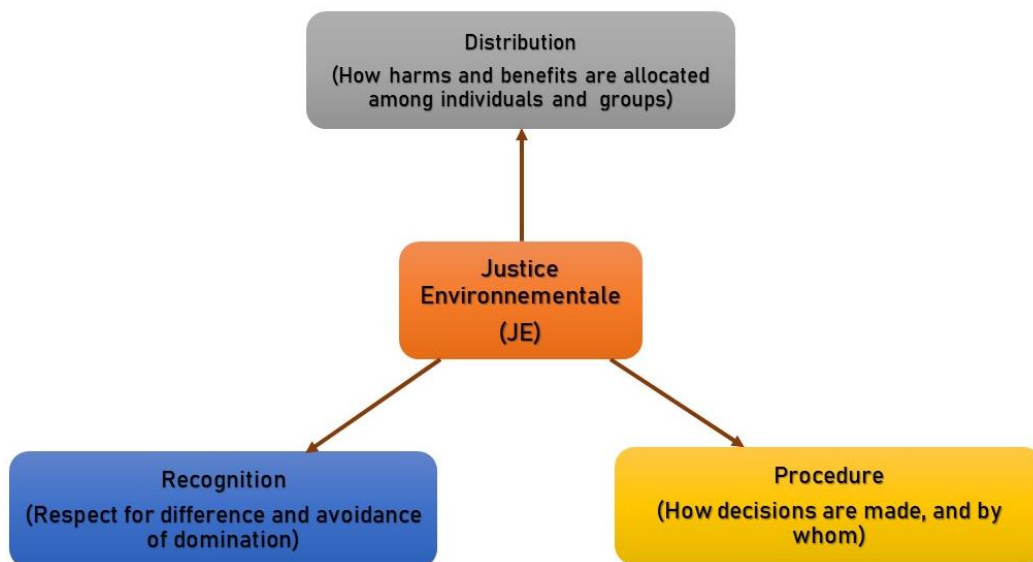 Distribution
(How harms and benefits are allocated
among individuals and groups)
Justice
Environnementale
(JE)
Recognition
(Respect for difference and avoidance
of domination)
Procedure
(How decisions are made, and by
whom)